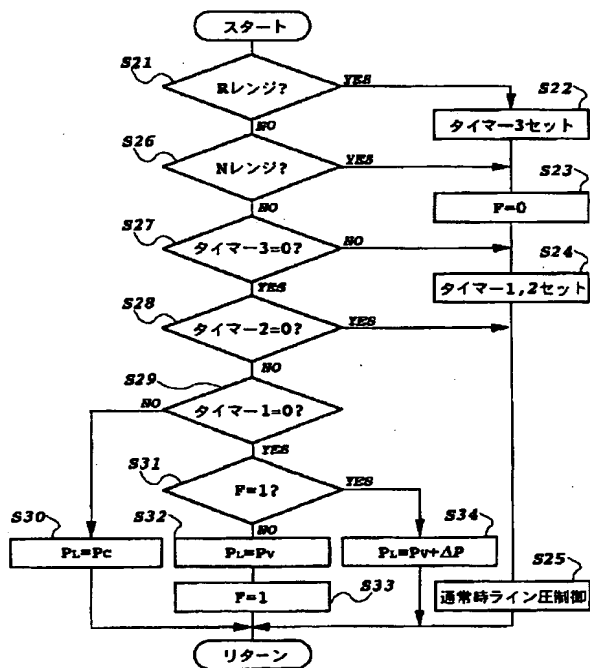 スタート
S21
Rレンジ?
YES
S22
タイマー3セット
NO
S26
Nレンジ?
YES
S23
F=0
NO
S27
タイマー3=0?
NO
S24
タイマー1,2セット
YES
S28
タイマー2=0?
YES
NO
S29
タイマー1=0?
NO
YES
S31
F=1?
YES
S30
PL=PC
S32
NO
PL=PV
S34
PL=PV+ΔP
S25
通常時ライン圧制御
F=1
S33
リターン